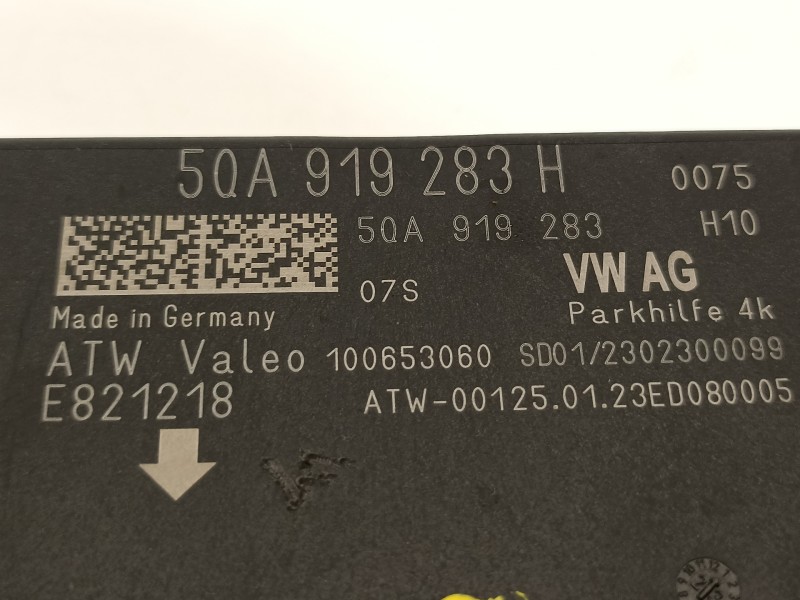 5QA 919 283 H 0075
5QA 919 283 H10
07S VW AG
Made in Germany Parkhilfe 4k
ATW Valeo 100653060 SD01/2302300099
E821218 ATW-00125.01.23ED080005